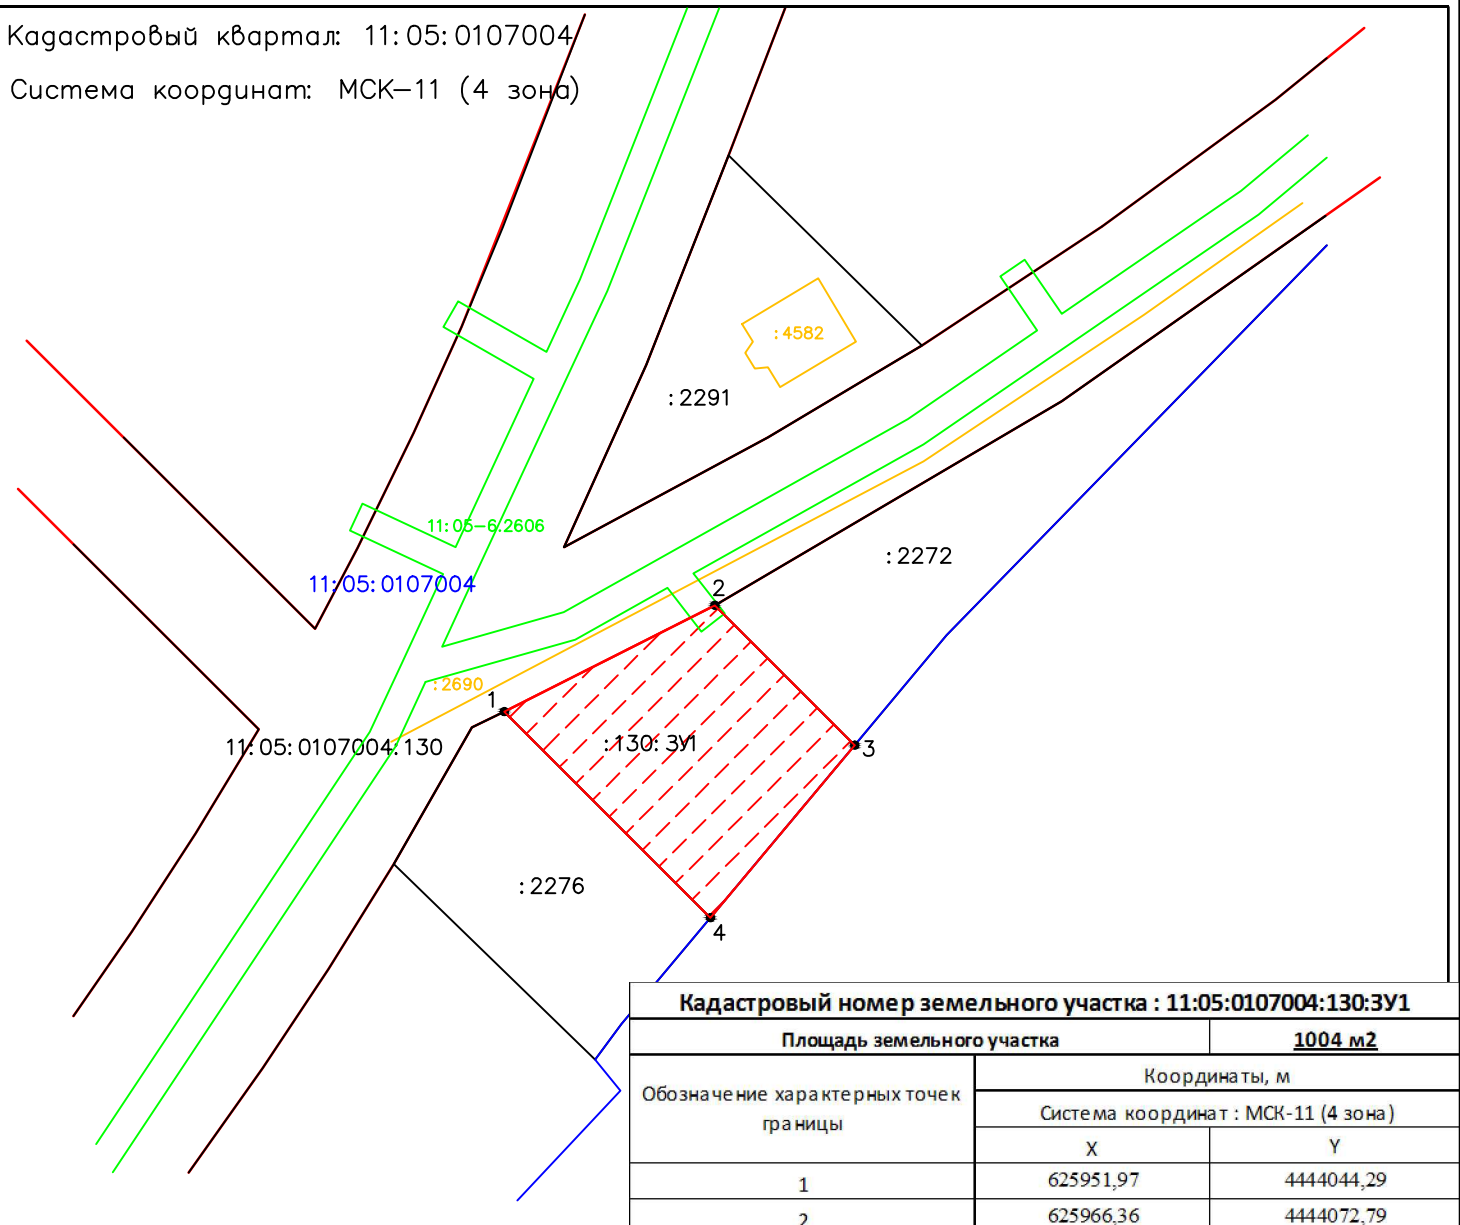 Кадастровый квартал: 11:05:0107004
Система координат: МСК-11 (4 зона)
:4582
:2291
11:05-6.2606
:2272
11:05:0107004
2
:2690
1
:130:ЗУ1
11:05:0107004:130
3
:2276
4
Кадастровый номер земельного участка : 11:05:0107004:130:ЗУ1
Площадь земельного участка 1004 м2
Обозначение характерных точек границы
Координаты, м
Система координат : МСК-11 (4 зона)
X Y
1 625951,97 4444044,29
2 625966,36 4444072,79